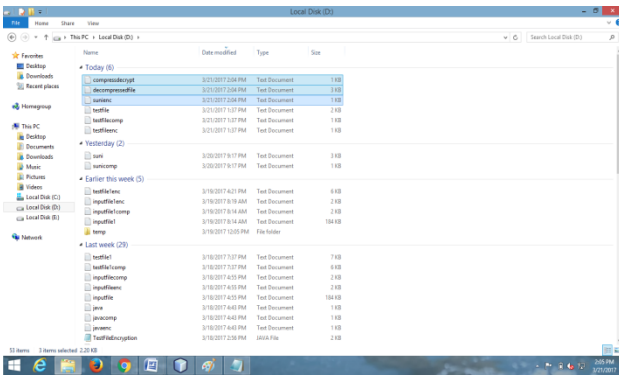 Local Disk (D:)
File Home Share View
This PC › Local Disk (D:) ›
Search Local Disk (D:)
Name Date modified Type Size
Favorites
Desktop
Downloads
Recent places
Homegroup
This PC
Desktop
Documents
Downloads
Music
Pictures
Videos
Local Disk (C:)
Local Disk (D:)
Local Disk (E:)
Network
Today (6)
compressdecrypt 3/21/2017 2:04 PM Text Document 1 KB
decompressedfile 3/21/2017 2:04 PM Text Document 3 KB
sunienc 3/21/2017 2:04 PM Text Document 1 KB
testfile 3/21/2017 1:37 PM Text Document 2 KB
testfilecomp 3/21/2017 1:37 PM Text Document 1 KB
testfileenc 3/21/2017 1:37 PM Text Document 1 KB
Yesterday (2)
suni 3/20/2017 9:17 PM Text Document 3 KB
sunicomp 3/20/2017 9:17 PM Text Document 1 KB
Earlier this week (5)
testfile1enc 3/19/2017 4:21 PM Text Document 6 KB
inputfile1enc 3/19/2017 8:19 AM Text Document 2 KB
inputfile1comp 3/19/2017 8:14 AM Text Document 2 KB
inputfile1 3/19/2017 8:14 AM Text Document 184 KB
temp 3/19/2017 12:05 PM File folder
Last week (29)
testfile1 3/18/2017 7:37 PM Text Document 7 KB
testfile1comp 3/18/2017 7:37 PM Text Document 6 KB
inputfilecomp 3/18/2017 4:55 PM Text Document 2 KB
inputfileenc 3/18/2017 4:55 PM Text Document 2 KB
inputfile 3/18/2017 4:55 PM Text Document 184 KB
java 3/18/2017 4:43 PM Text Document 1 KB
javacomp 3/18/2017 4:43 PM Text Document 1 KB
javaenc 3/18/2017 4:43 PM Text Document 1 KB
TestFileEncryption 3/18/2017 2:56 PM JAVA File 2 KB
53 items 3 items selected 2.20 KB
2:05 PM
3/21/2017